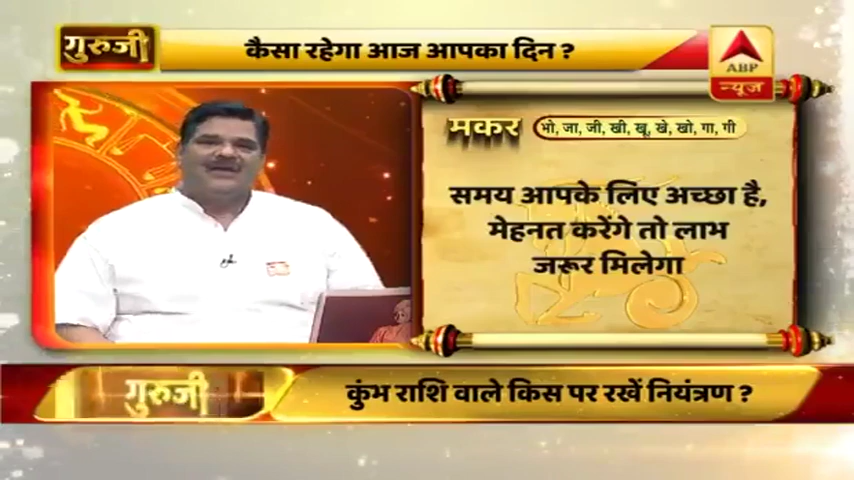 गुरुजी
कैसा रहेगा आज आपका दिन ?
ABP
न्यूज़
मकर
भो, जा, जी, खी, खू, खे, खो, गा, गी
समय आपके लिए अच्छा है,
मेहनत करेंगे तो लाभ
जरूर मिलेगा
गुरुजी
कुंभ राशि वाले किस पर रखें नियंत्रण ?